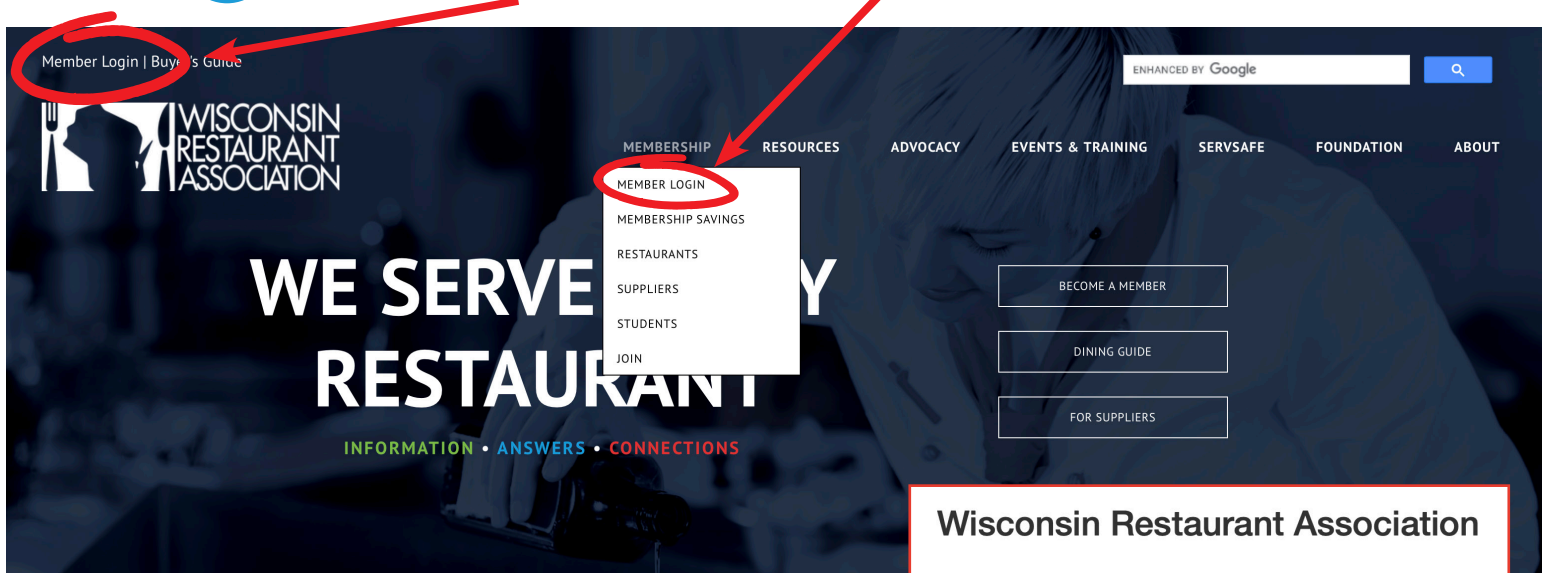 Member Login | Buyer's Guide
ENHANCED BY Google
WISCONSIN
RESTAURANT
ASSOCIATION
MEMBERSHIP RESOURCES ADVOCACY EVENTS & TRAINING SERVSAFE FOUNDATION ABOUT
MEMBER LOGIN
MEMBERSHIP SAVINGS
RESTAURANTS
SUPPLIERS
STUDENTS
JOIN
WE SERVE Y
RESTAURANT
INFORMATION • ANSWERS • CONNECTIONS
BECOME A MEMBER
DINING GUIDE
FOR SUPPLIERS
Wisconsin Restaurant Association